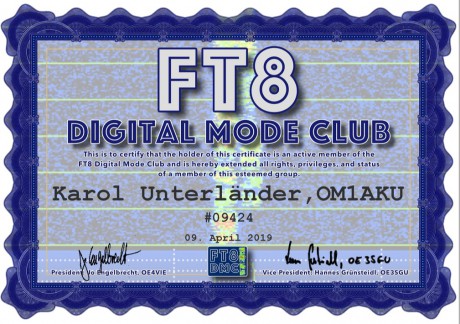 FT8
DIGITAL MODE CLUB
This is to certify that the holder of this certificate is an active member of the
FT8 Digital Mode Club and is hereby extended all rights, privileges, and status
of a member of this esteemed group.
Karol Unterländer,OM1AKU
#09424
09. April 2019
FT8
DMC
OE3SGU
President: Jo Engelbrecht, OE4VIE
Vice President: Hannes Grünsteidl, OE3SGU